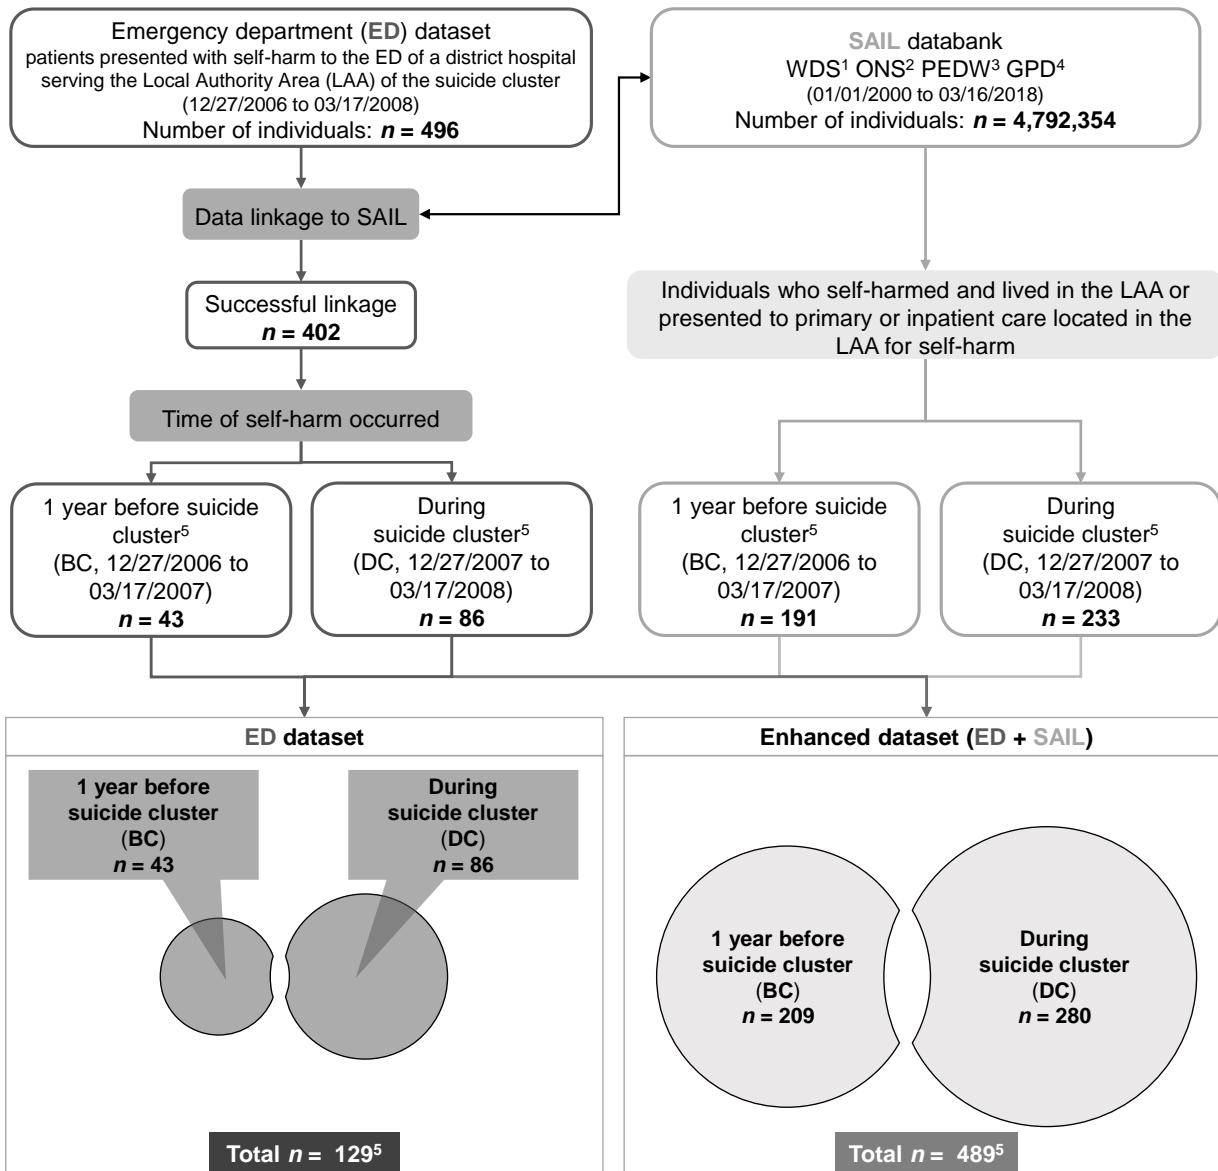 Emergency department (ED) dataset
patients presented with self-harm to the ED of a district hospital
serving the Local Authority Area (LAA) of the suicide cluster
(12/27/2006 to 03/17/2008)
Number of individuals: n = 496
SAIL databank
WDS¹ ONS² PEDW³ GPD⁴
(01/01/2000 to 03/16/2018)
Number of individuals: n = 4,792,354
Data linkage to SAIL
Successful linkage
n = 402
Individuals who self-harmed and lived in the LAA or
presented to primary or inpatient care located in the
LAA for self-harm
Time of self-harm occurred
1 year before suicide
cluster⁵
(BC, 12/27/2006 to
03/17/2007)
n = 43
During
suicide cluster⁵
(DC, 12/27/2007 to
03/17/2008)
n = 86
1 year before suicide
cluster⁵
(BC, 12/27/2006 to
03/17/2007)
n = 191
During
suicide cluster⁵
(DC, 12/27/2007 to
03/17/2008)
n = 233
ED dataset
1 year before
suicide cluster
(BC)
n = 43
During
suicide cluster
(DC)
n = 86
Total n = 129⁵
Enhanced dataset (ED + SAIL)
1 year before
suicide cluster
(BC)
n = 209
During
suicide cluster
(DC)
n = 280
Total n = 489⁵